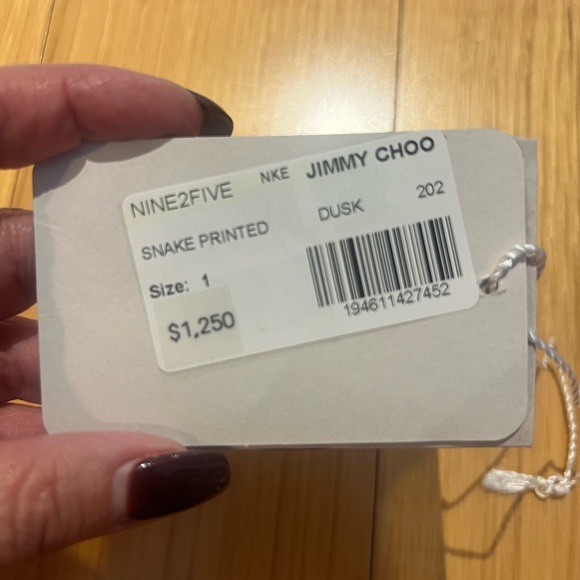 NINE2FIVE NKE JIMMY CHOO
SNAKE PRINTED DUSK 202
Size: 1
$1,250
194611427452